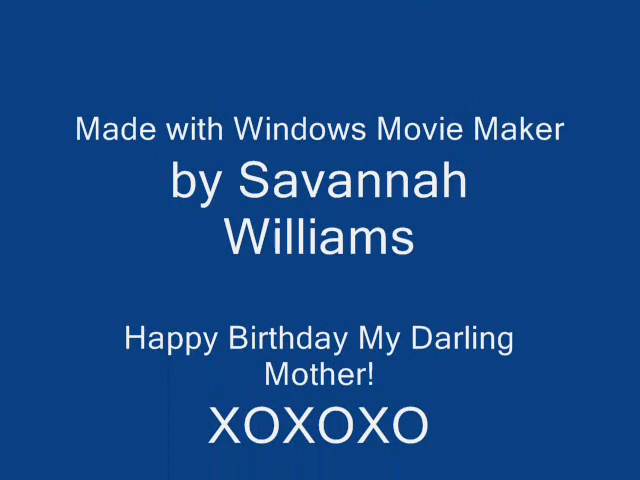 Made with Windows Movie Maker
by Savannah
Williams
Happy Birthday My Darling
Mother!
XOXOXO